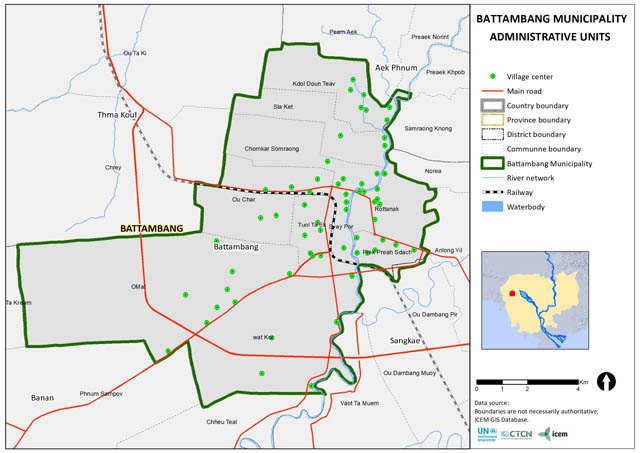 BATTAMBANG MUNICIPALITY
ADMINISTRATIVE UNITS
Village center
Main road
Country boundary
Province boundary
District boundary
Communne boundary
Battambang Municipality
River network
Railway
Waterbody
Peam Aek
Preaek Norint
Ou Ta Ki
Aek Phnum
Preaek Khpob
Kdol Doun Teav
Sla Ket
Thma Koul
Samraong Knong
Chomkar Somraong
Chrey
Norea
Ou Char
Rottanak
BATTAMBANG
Tuol Ta Ek
Svay Por
Battambang
Prek Preah Sdach
Anlong Vil
OMal
Ta Kream
Ou Dambang Pir
wat Kor
Sangkae
Ou Dambang Muoy
Banan
Phnum Sampov
Vaot Ta Muem
Chheu Teal
0 1 2 4
Km
Data source:
Boundaries are not necessarily authoritative;
ICEM GIS Database.
UN
environment
programme
CTCN
icem